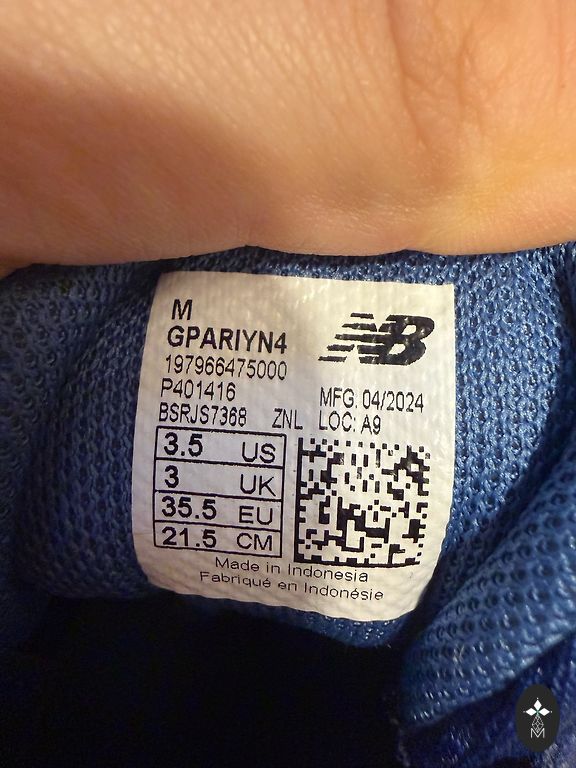 M
GPARIYN4
NB
197966475000
P401416
MFG: 04/2024
BSRJS7368 ZNL LOC: A9
3.5 US
3 UK
35.5 EU
21.5 CM
Made in Indonesia
Fabriqué en Indonésie
M